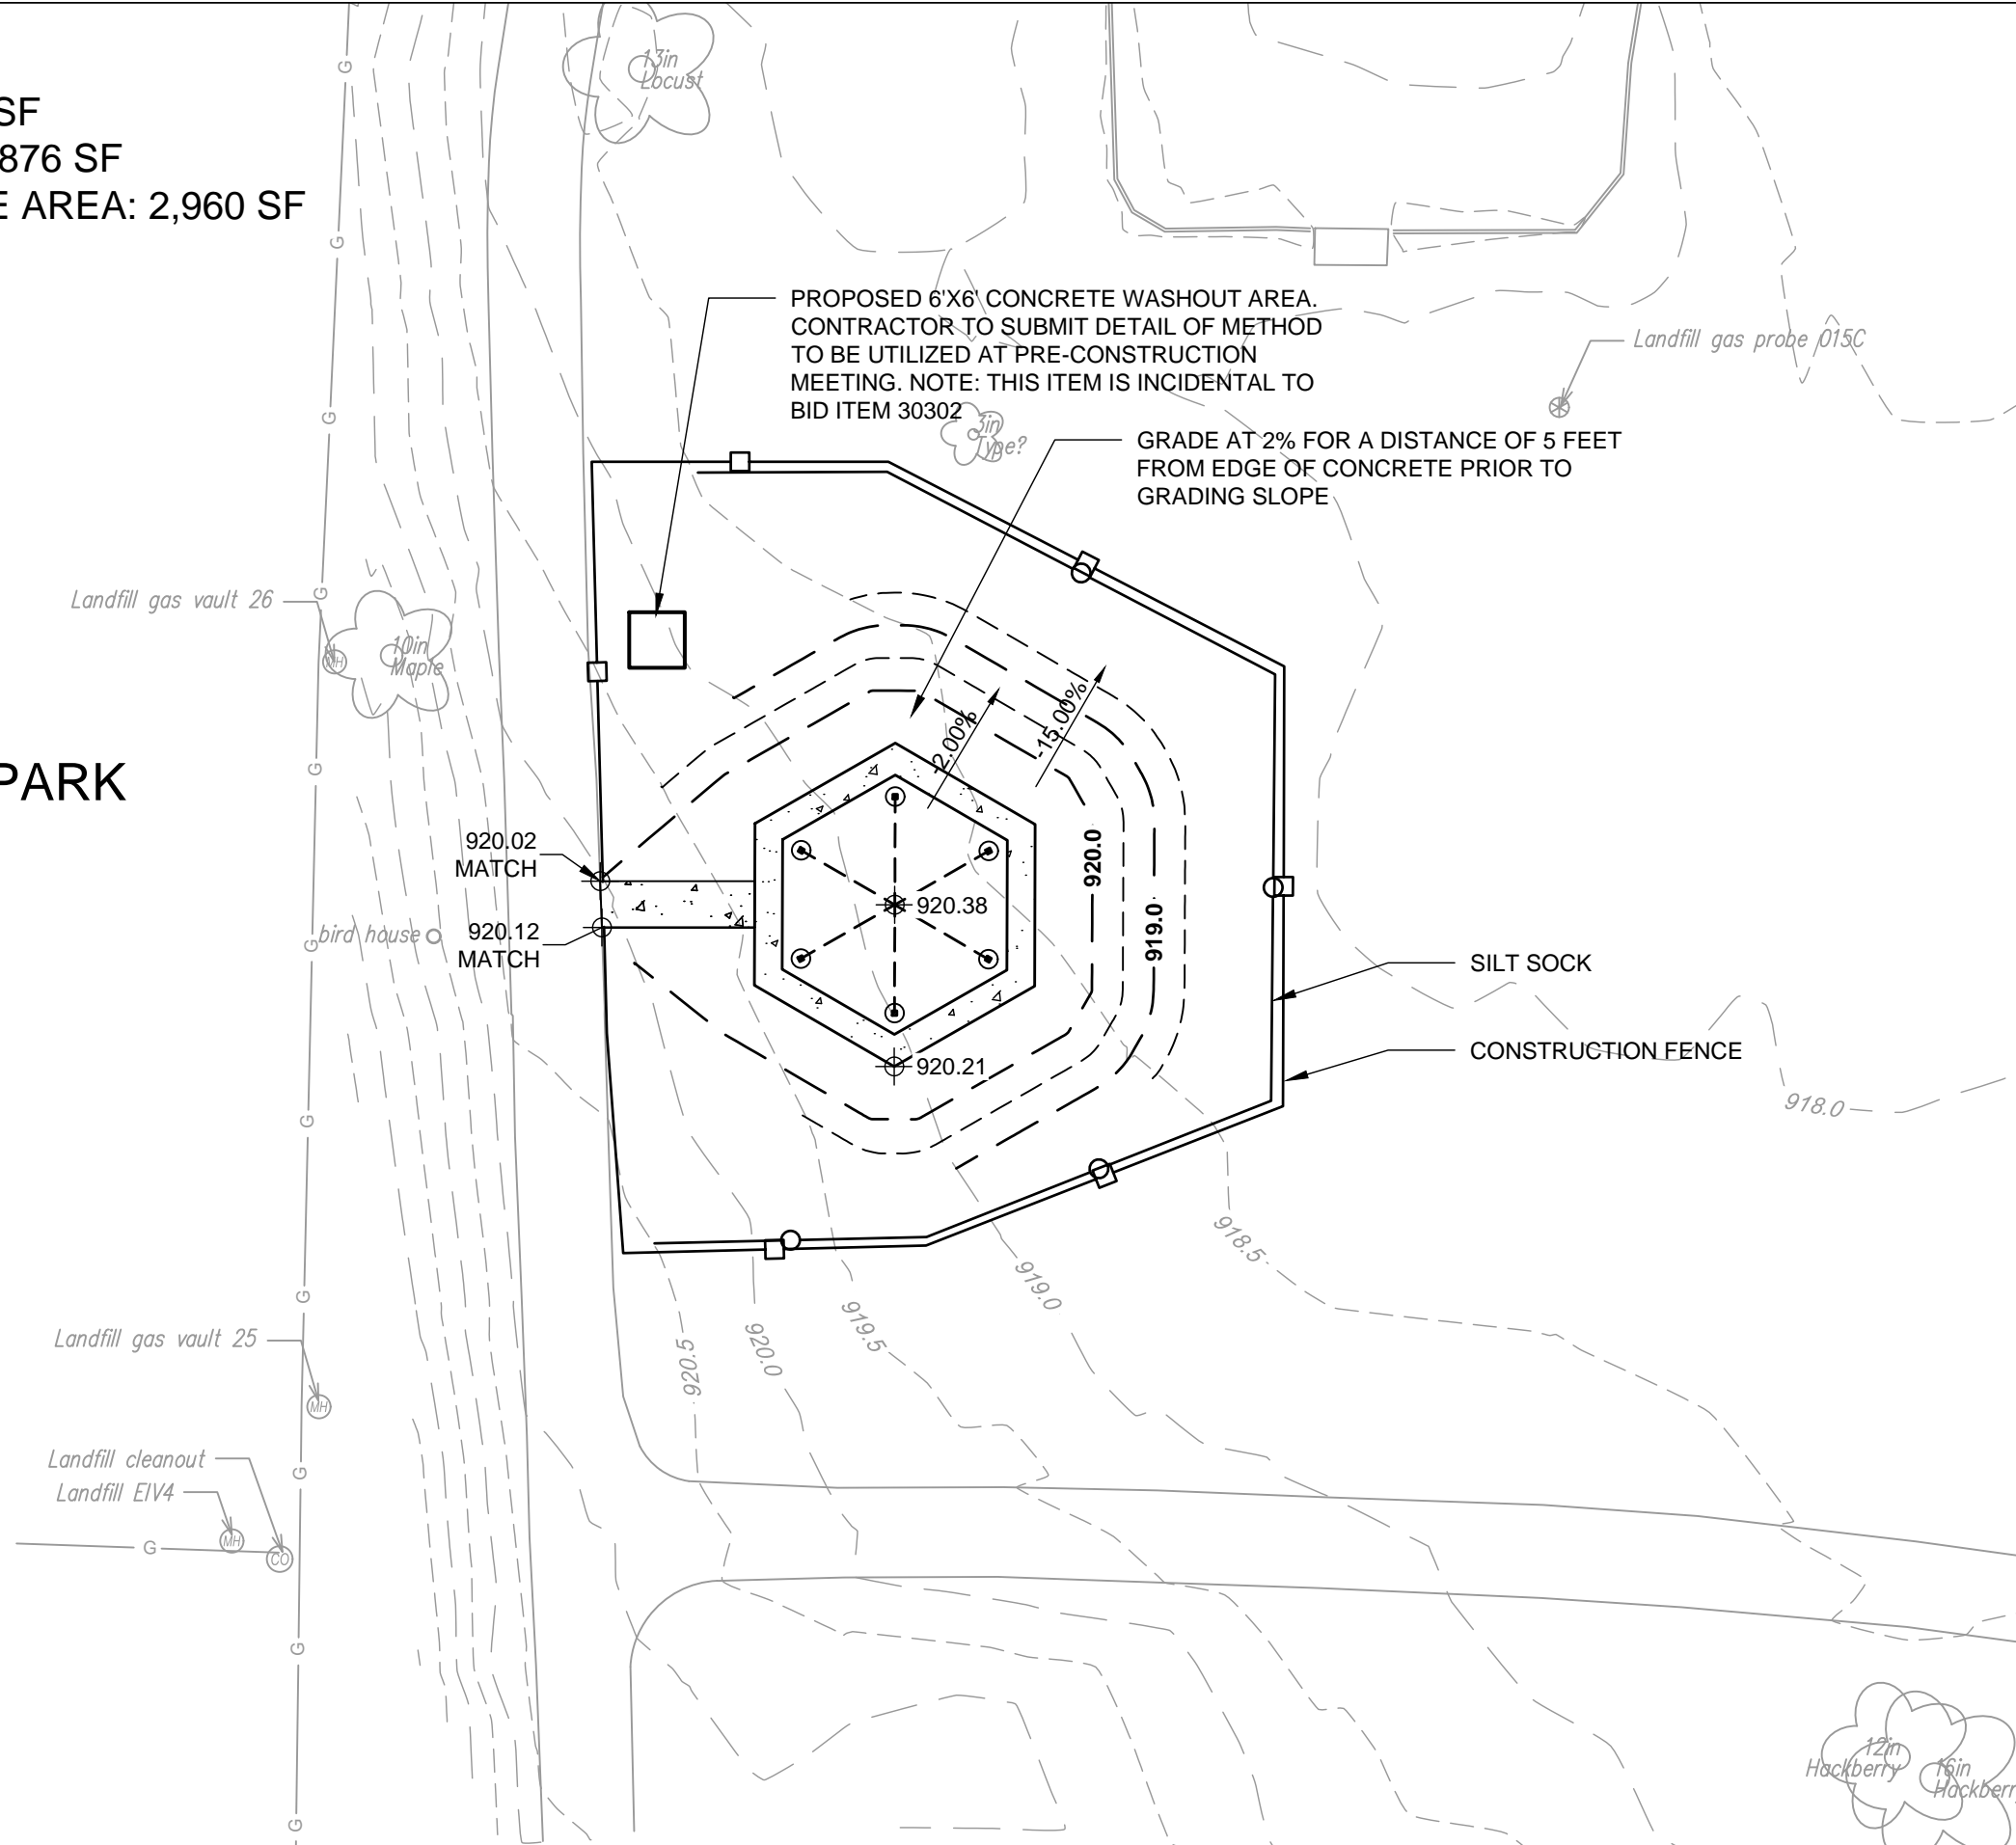 13in
Locust
SF
876 SF
E AREA: 2,960 SF
PROPOSED 6'X6' CONCRETE WASHOUT AREA.
CONTRACTOR TO SUBMIT DETAIL OF METHOD
TO BE UTILIZED AT PRE-CONSTRUCTION
MEETING. NOTE: THIS ITEM IS INCIDENTAL TO
BID ITEM 30302
Landfill gas probe 015C
3in
Type?
GRADE AT 2% FOR A DISTANCE OF 5 FEET
FROM EDGE OF CONCRETE PRIOR TO
GRADING SLOPE
Landfill gas vault 26
MH
10in
Maple
-2.00%
-15.00%
PARK
920.02
MATCH
920.12
MATCH
bird house
920.38
920.21
920.0
919.0
SILT SOCK
CONSTRUCTION FENCE
918.0
918.5
919.0
919.5
920.0
920.5
Landfill gas vault 25
MH
Landfill cleanout
Landfill EIV4
MH
CO
G
G
G
G
G
G
G
G
G
G
G
G
12in
Hackberry
16in
Hackberry